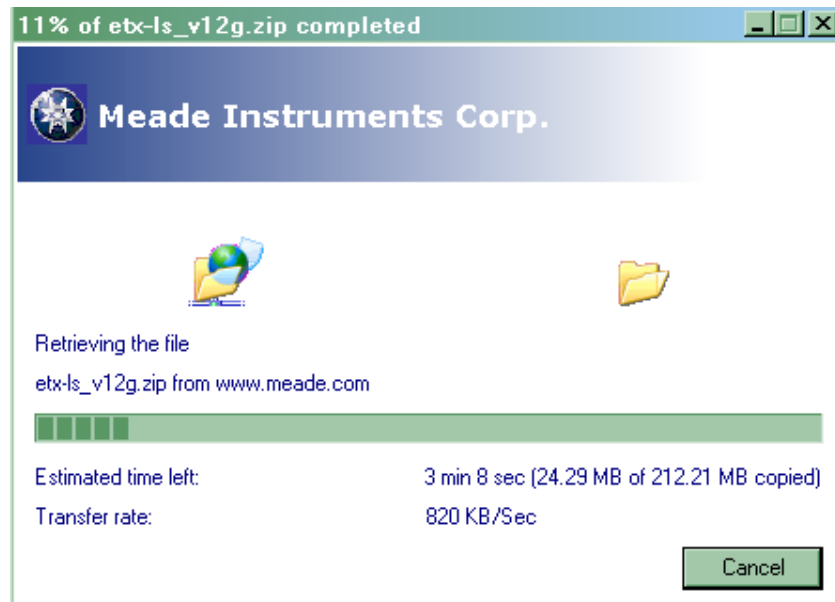 11% of etx-ls_v12g.zip completed
Meade Instruments Corp.
Retrieving the file
etx-ls_v12g.zip from www.meade.com
Estimated time left: 3 min 8 sec (24.29 MB of 212.21 MB copied)
Transfer rate: 820 KB/Sec
Cancel